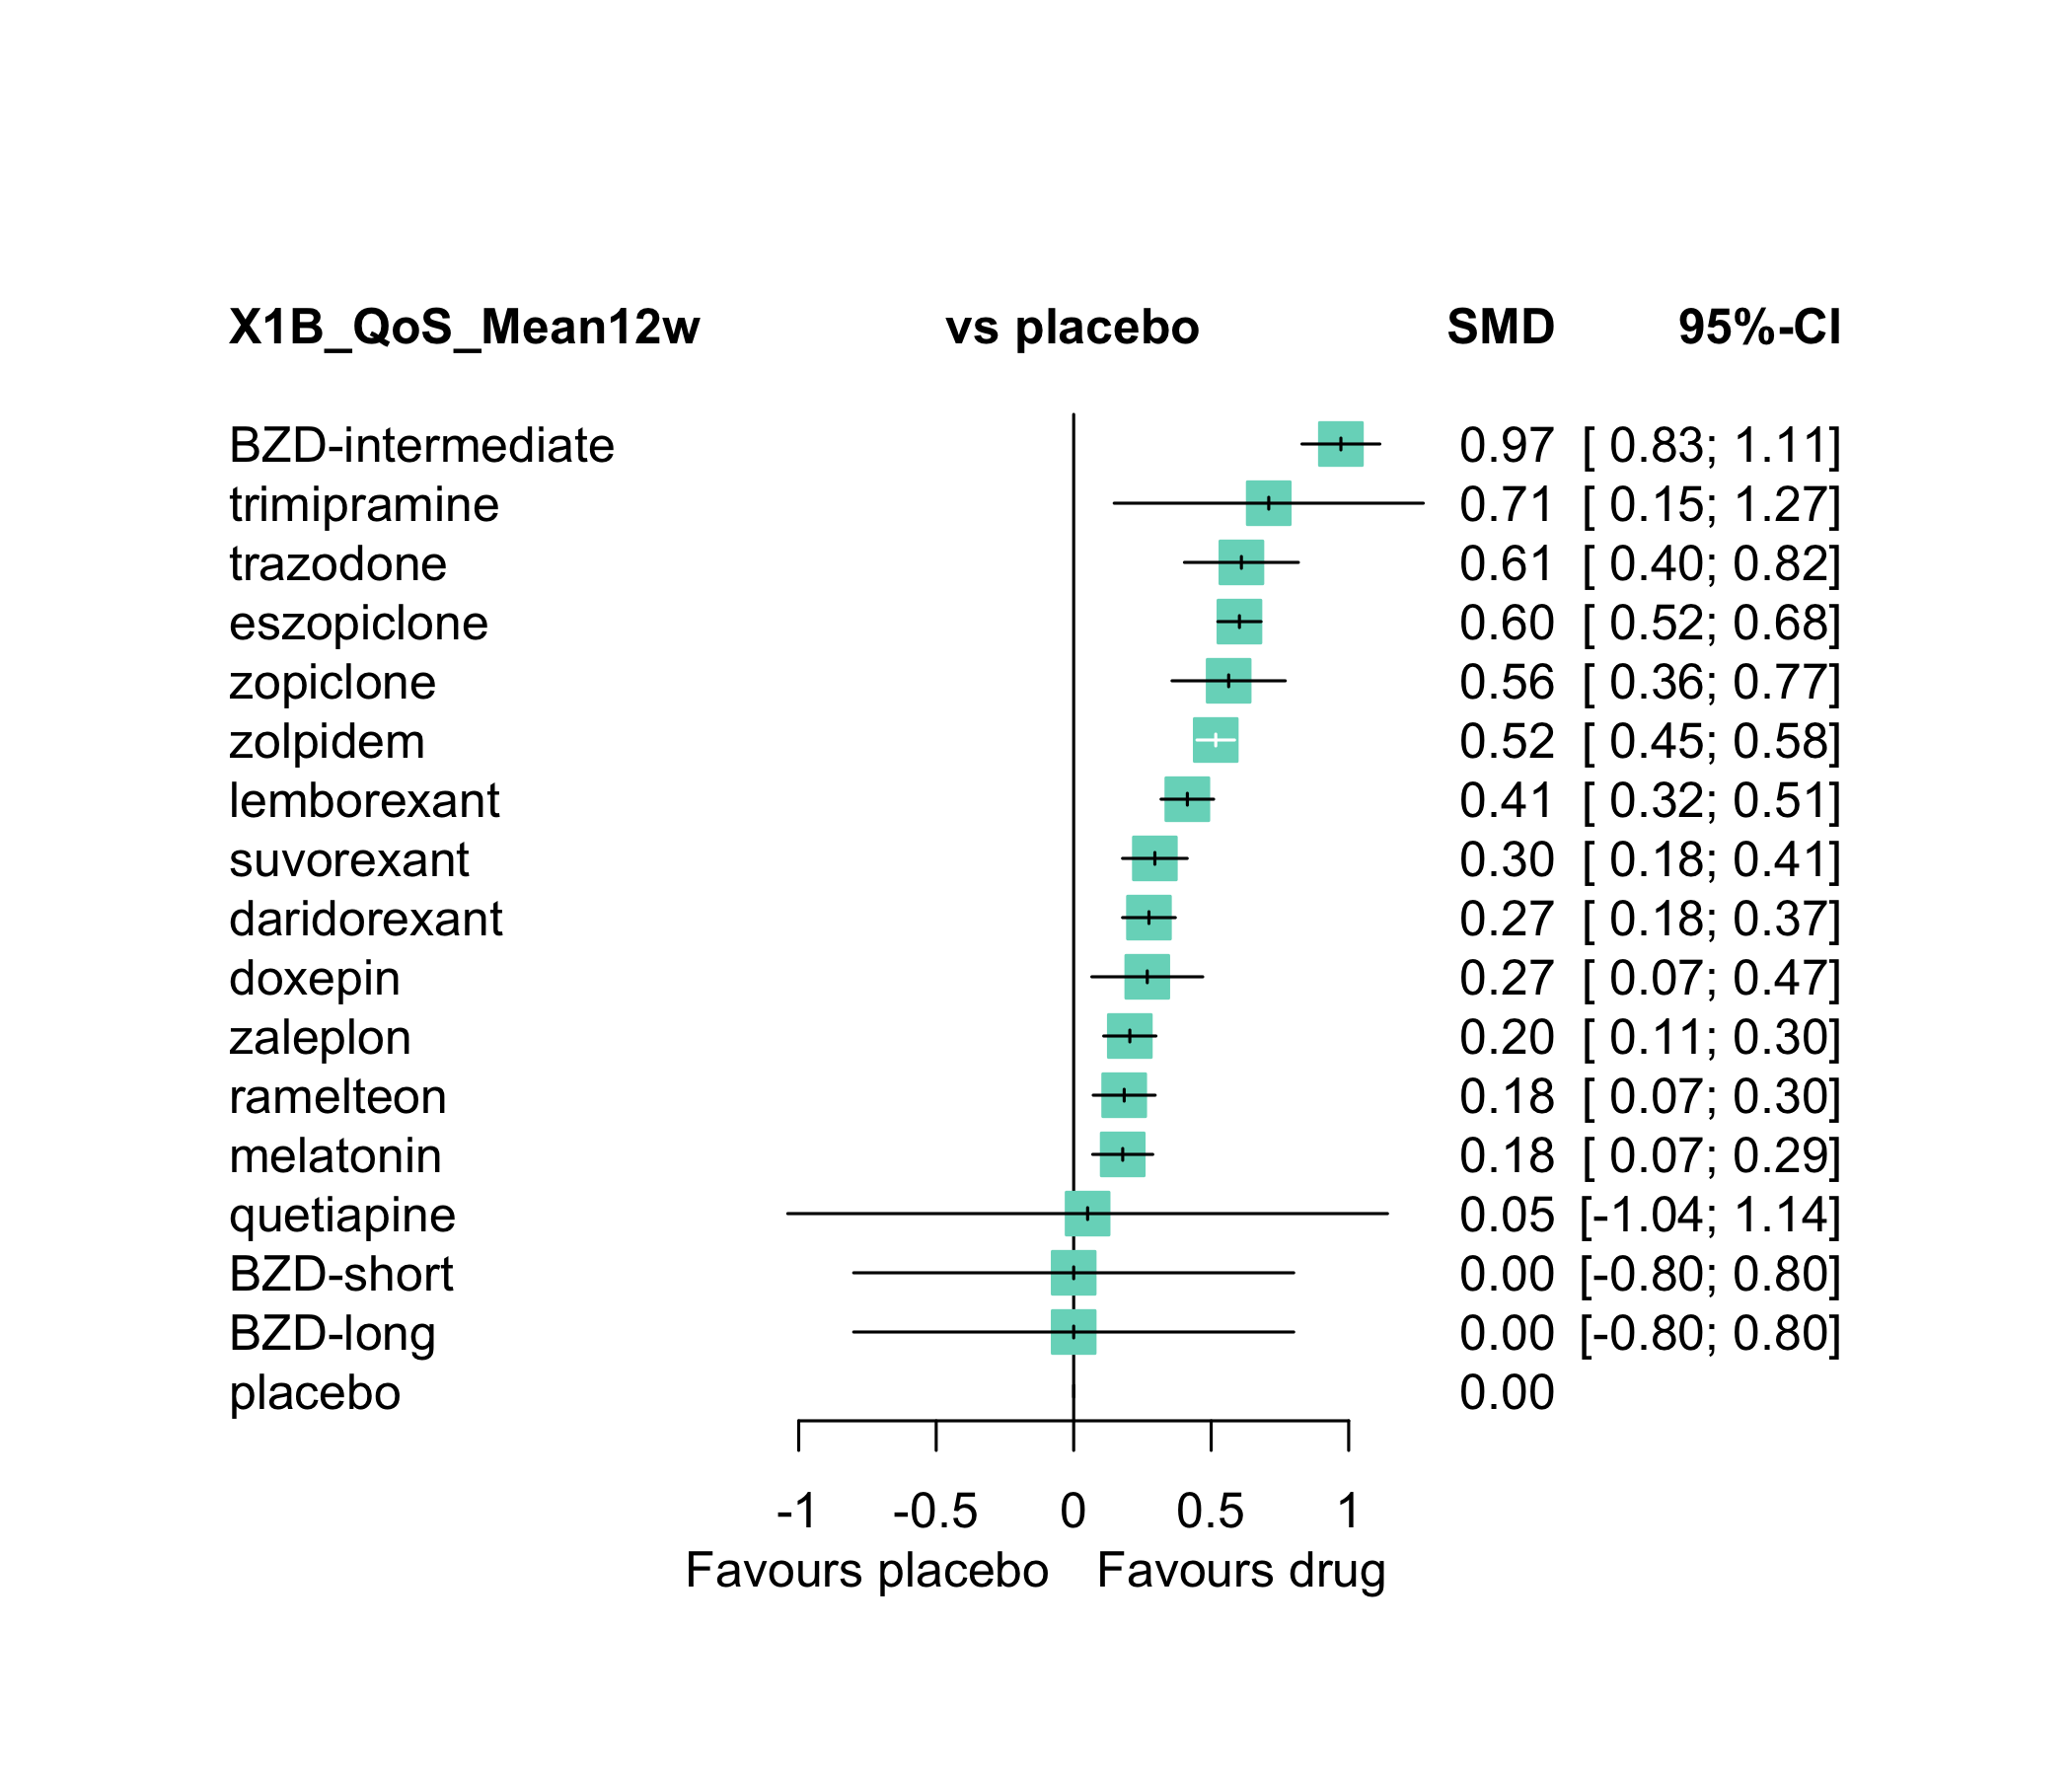 X1B_QoS_Mean12w vs placebo SMD 95%-CI
BZD-intermediate 0.97 [ 0.83; 1.11]
trimipramine 0.71 [ 0.15; 1.27]
trazodone 0.61 [ 0.40; 0.82]
eszopiclone 0.60 [ 0.52; 0.68]
zopiclone 0.56 [ 0.36; 0.77]
zolpidem 0.52 [ 0.45; 0.58]
lemborexant 0.41 [ 0.32; 0.51]
suvorexant 0.30 [ 0.18; 0.41]
daridorexant 0.27 [ 0.18; 0.37]
doxepin 0.27 [ 0.07; 0.47]
zaleplon 0.20 [ 0.11; 0.30]
ramelteon 0.18 [ 0.07; 0.30]
melatonin 0.18 [ 0.07; 0.29]
quetiapine 0.05 [-1.04; 1.14]
BZD-short 0.00 [-0.80; 0.80]
BZD-long 0.00 [-0.80; 0.80]
placebo 0.00
-1 -0.5 0 0.5 1
Favours placebo Favours drug